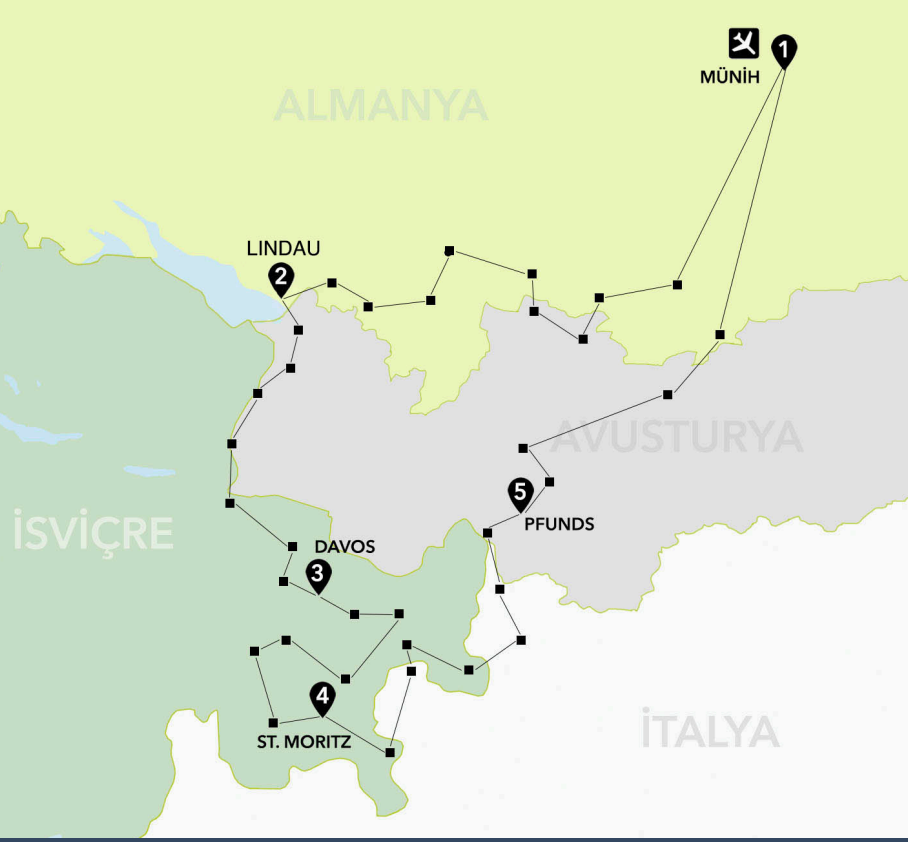 1
MÜNİH
ALMANYA
LINDAU
2
AVUSTURYA
5
PFUNDS
İSVİÇRE
DAVOS
3
4
ST. MORITZ
İTALYA